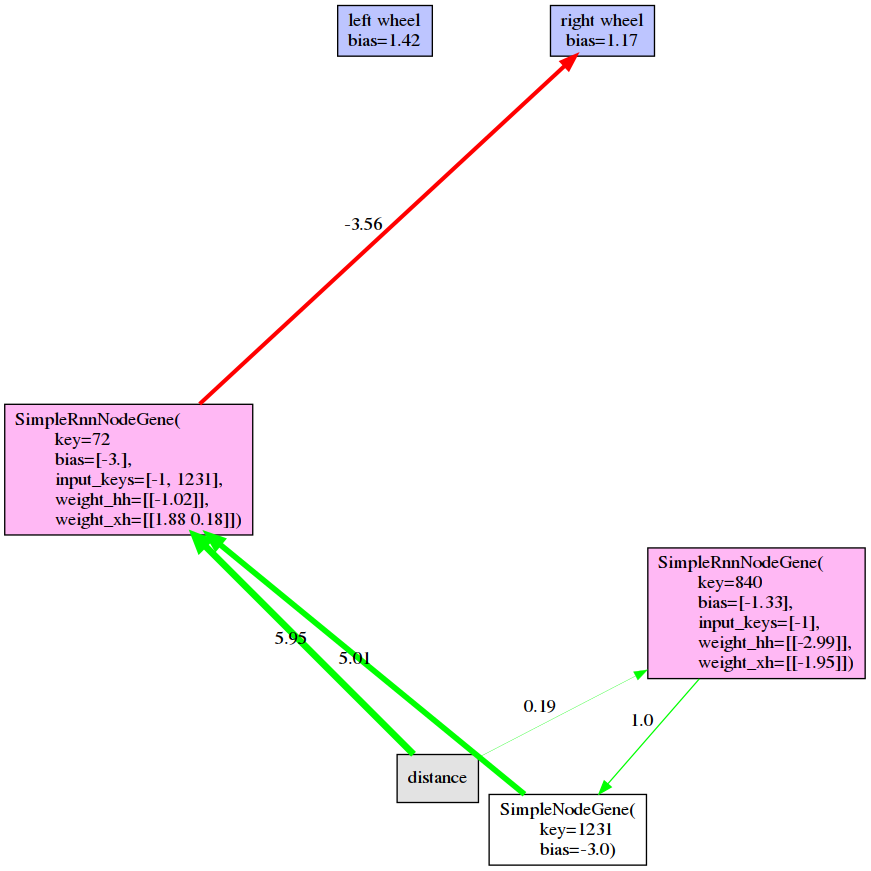 left wheel
bias=1.42
right wheel
bias=1.17
-3.56
SimpleRnnNodeGene(
key=72
bias=[-3.],
input_keys=[-1, 1231],
weight_hh=[[-1.02]],
weight_xh=[[1.88 0.18]])
SimpleRnnNodeGene(
key=840
bias=[-1.33],
input_keys=[-1],
weight_hh=[[-2.99]],
weight_xh=[[-1.95]])
5.95
5.01
0.19
1.0
distance
SimpleNodeGene(
key=1231
bias=-3.0)